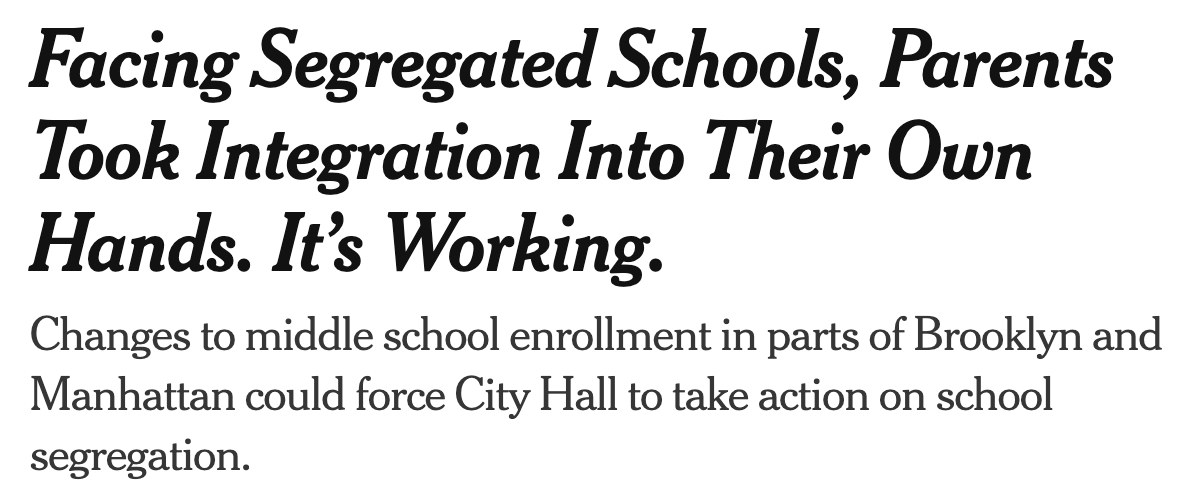 Facing Segregated Schools, Parents
Took Integration Into Their Own
Hands. It’s Working.
Changes to middle school enrollment in parts of Brooklyn and
Manhattan could force City Hall to take action on school
segregation.